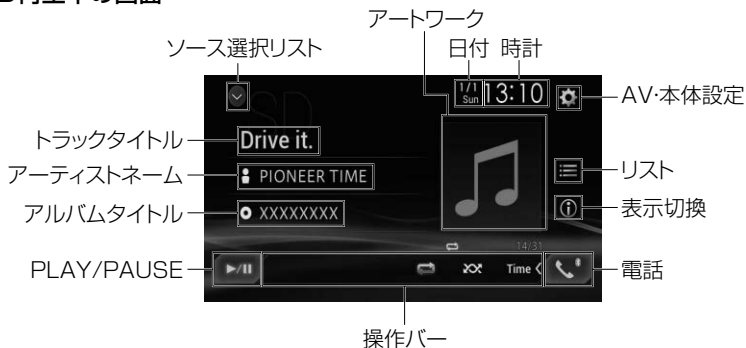 アートワーク
ソース選択リスト
日付 時計
SD
1/1
Sun
13:10
AV・本体設定
トラックタイトル
Drive it.
アーティストネーム
PIONEER TIME
リスト
アルバムタイトル
XXXXXXXX
表示切換
14/31
PLAY/PAUSE
Time
電話
操作バー